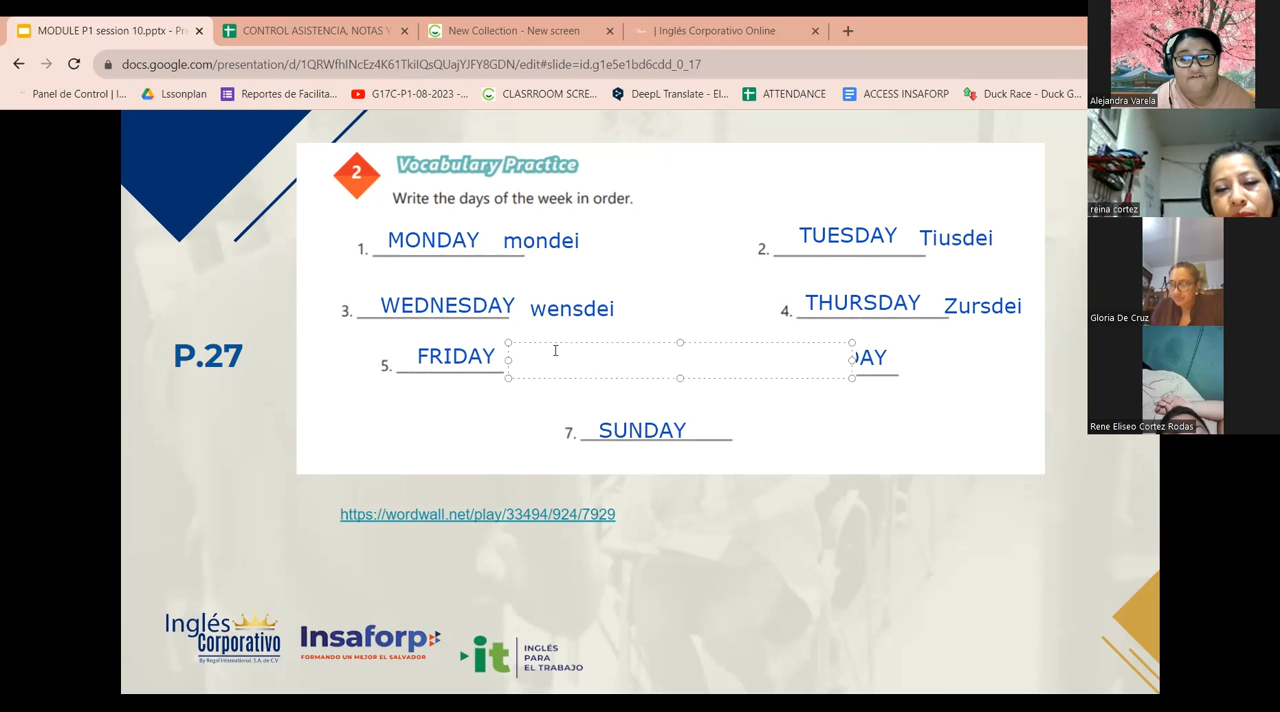 MODULE P1 session 10.pptx - Pre
CONTROL ASISTENCIA, NOTAS Y
New Collection - New screen
| Inglés Corporativo Online
docs.google.com/presentation/d/1QRWfhINcEz4K61TkiIQsQUajYJFY8GDN/edit#slide=id.g1e5e1bd6cdd_0_17
Panel de Control | I...
Lssonplan
Reportes de Facilita...
G17C-P1-08-2023 -...
CLASRROOM SCRE...
DeepL Translate - El...
ATTENDANCE
ACCESS INSAFORP
Duck Race - Duck G...
Alejandra Varela
reina cortez
Gloria De Cruz
Rene Eliseo Cortez Rodas
2 Vocabulary Practice
Write the days of the week in order.
1. MONDAY mondei
2. TUESDAY Tiusdei
3. WEDNESDAY wensdei
4. THURSDAY Zursdei
P.27
5. FRIDAY
DAY
7. SUNDAY
https://wordwall.net/play/33494/924/7929
Inglés Corporativo
By Regal International, S.A. de C.V
Insaforp
FORMANDO UN MEJOR EL SALVADOR
it
INGLÉS
PARA
EL TRABAJO